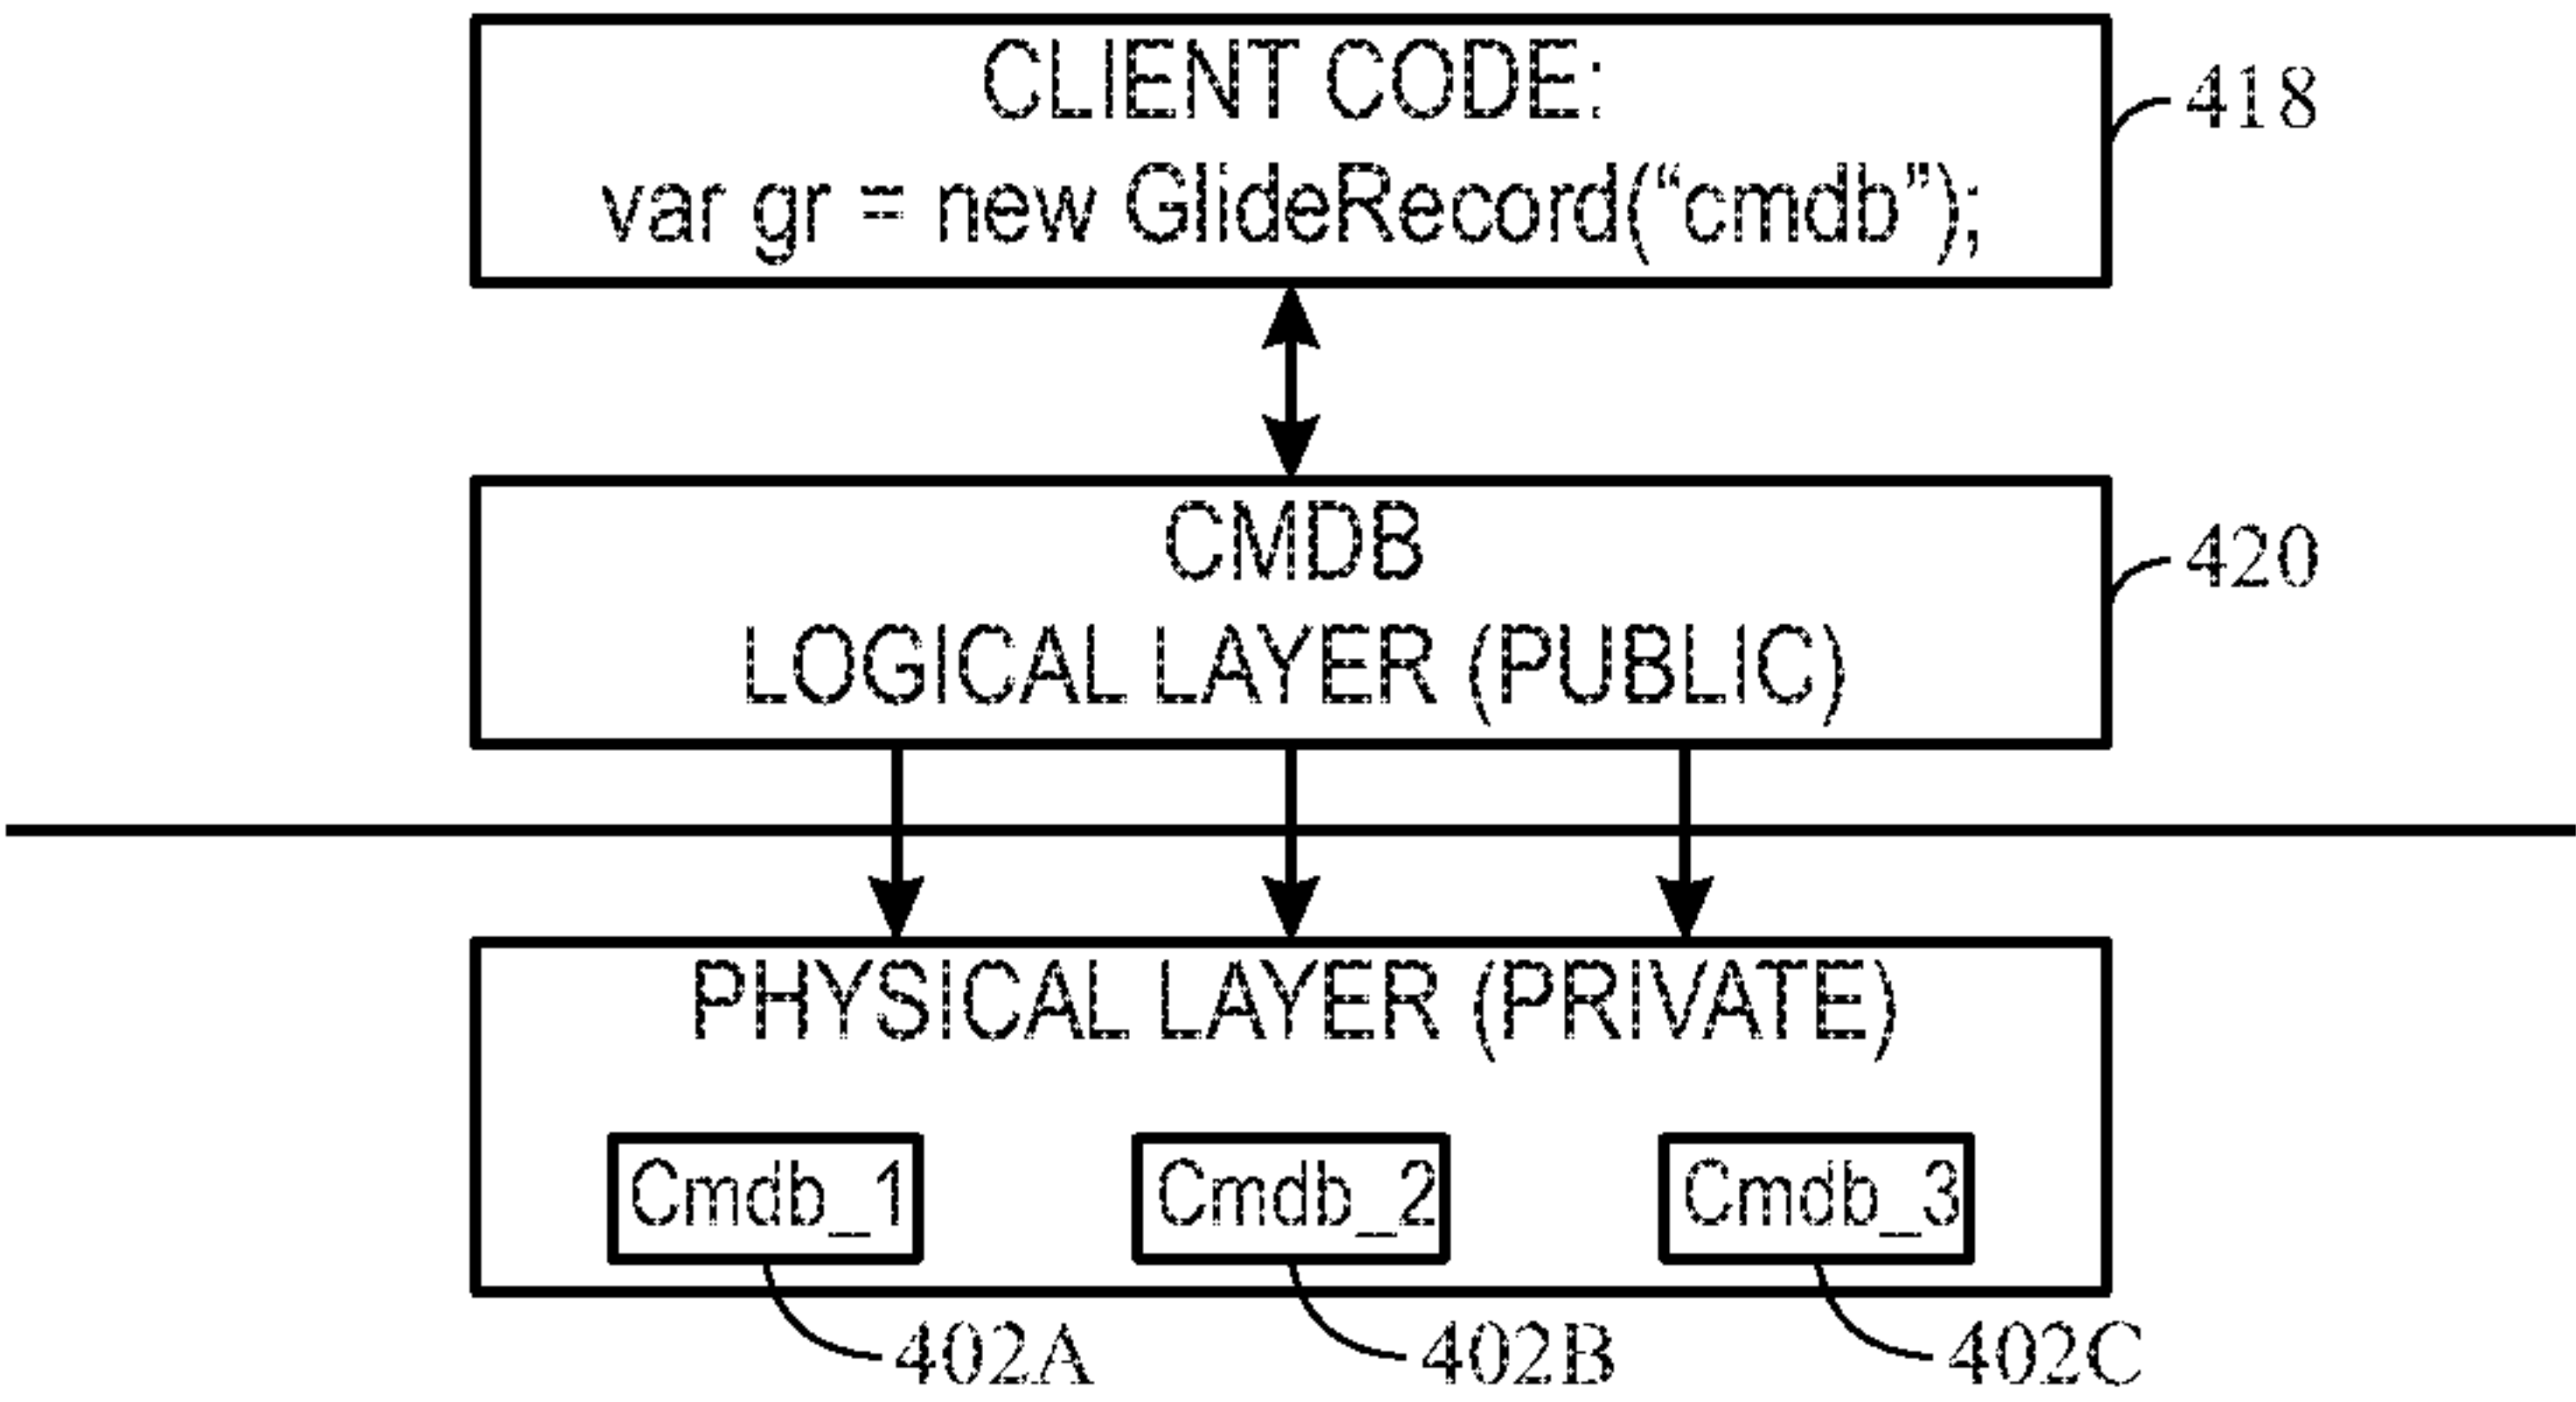 CLIENT CODE:
var gr = new GlideRecord(“cmdb”);
418
CMDB
LOGICAL LAYER (PUBLIC)
420
PHYSICAL LAYER (PRIVATE)
Cmdb_1
Cmdb_2
Cmdb_3
402A
402B
402C